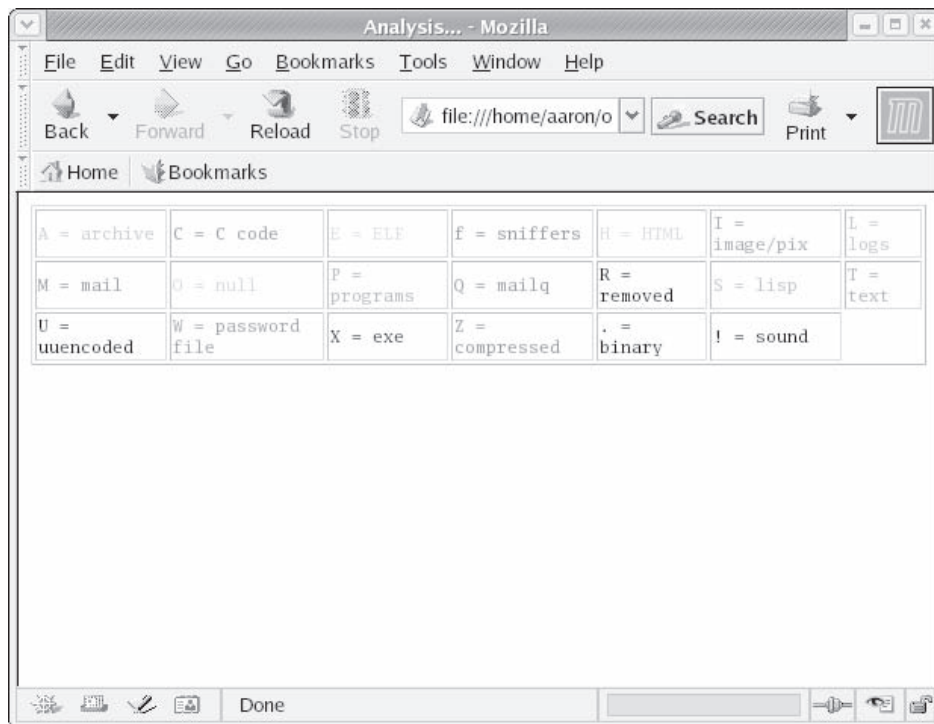 Analysis... - Mozilla
File Edit View Go Bookmarks Tools Window Help
Back Forward Reload Stop file:///home/aaron/o Search Print
Home Bookmarks
A = archive C = C code E = ELF f = sniffers H = HTML I = image/pix L = logs
M = mail O = null P = programs Q = mailq R = removed S = lisp T = text
U = uuencoded W = password file X = exe Z = compressed . = binary ! = sound
Done